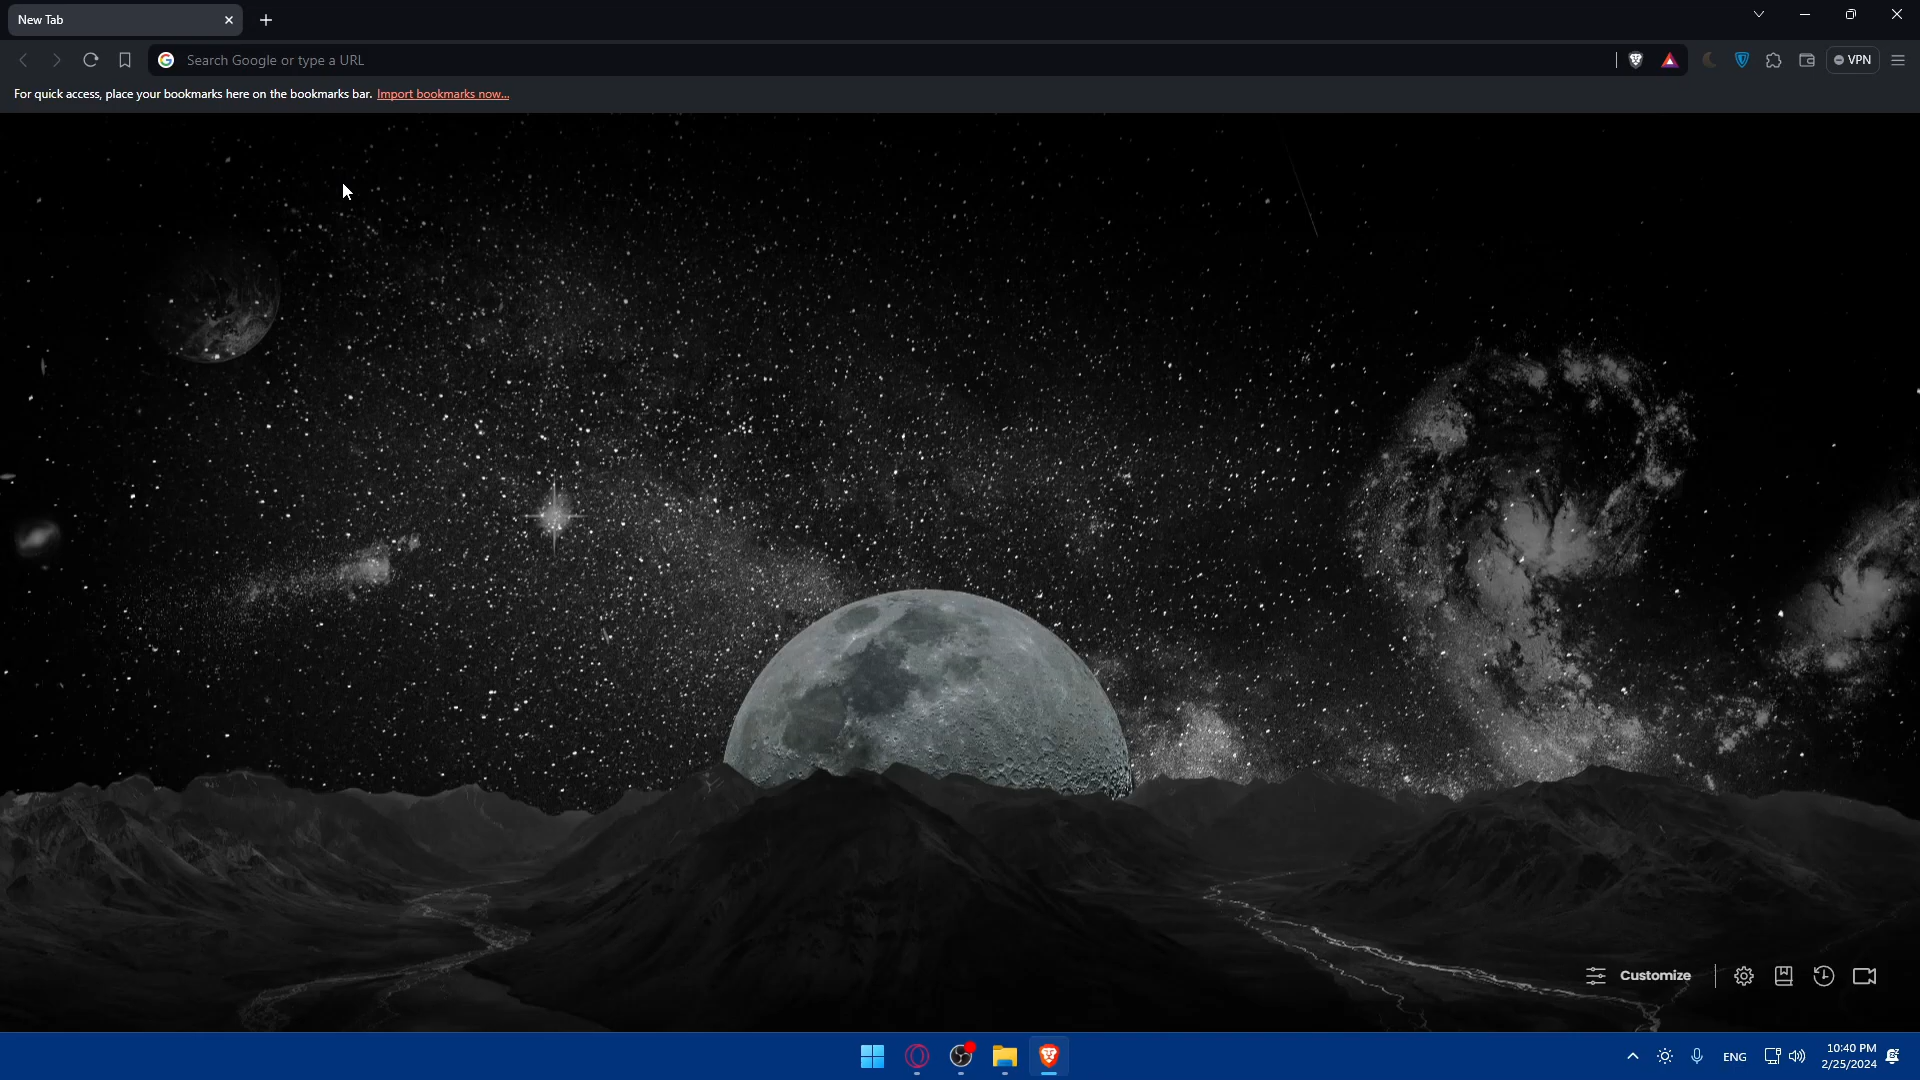 New Tab
Search Google or type a URL
VPN
For quick access, place your bookmarks here on the bookmarks bar. Import bookmarks now...
Customize
ENG
10:40 PM
2/25/2024